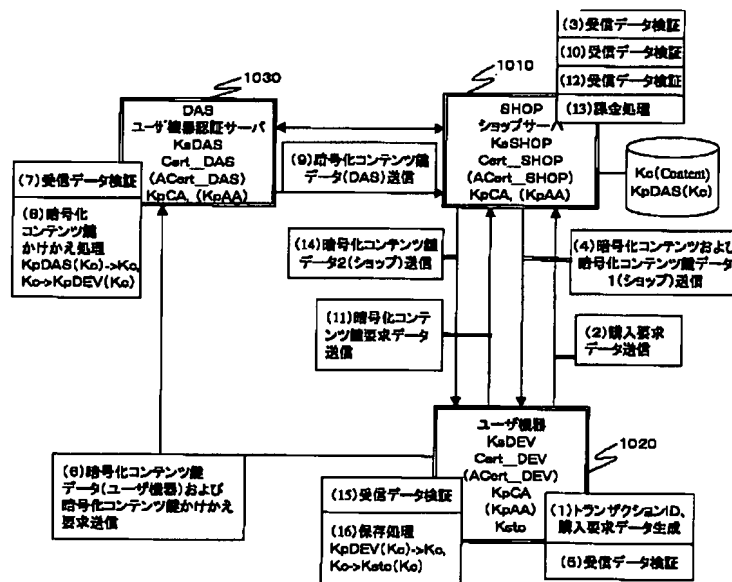 (3)受信データ検証
(10)受信データ検証
(12)受信データ検証
(13)課金処理
1030
1010
DAS
ユーザ機器認証サーバ
KsDAS
Cert__DAS
(ACert__DAS)
KpCA, (KpAA)
SHOP
ショップサーバ
KsSHOP
Cert__SHOP
(ACert__SHOP)
KpCA, (KpAA)
Kc(Content)
KpDAS(Kc)
(9)暗号化コンテンツ鍵
データ(DAS)送信
(7)受信データ検証
(8)暗号化
コンテンツ鍵
かけかえ処理
KpDAS(Kc)->Kc,
Kc->KpDEV(Kc)
(14)暗号化コンテンツ鍵
データ2(ショップ)送信
(4)暗号化コンテンツおよび
暗号化コンテンツ鍵データ
1(ショップ)送信
(11)暗号化コンテ
ンツ鍵要求データ
送信
(2)購入要求
データ送信
ユーザ機器
KsDEV
Cert__DEV
(ACert__DEV)
KpCA
(KpAA)
Ksto
1020
(6)暗号化コンテンツ鍵
データ(ユーザ機器)および
暗号化コンテンツ鍵かけかえ
要求送信
(15)受信データ検証
(16)保存処理
KpDEV(Kc)->Kc,
Kc->Ksto(Kc)
(1)トランザクションID、
購入要求データ生成
(5)受信データ検証